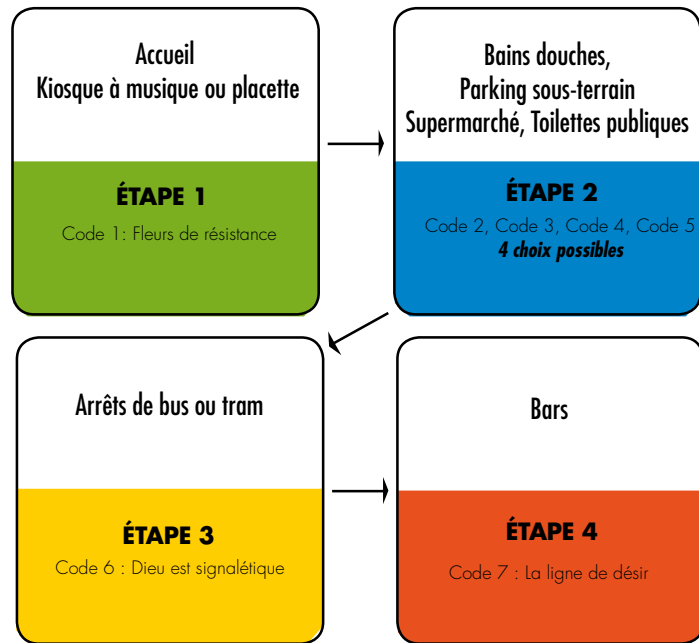 Accueil
Kiosque à musique ou placette
ÉTAPE 1
Code 1: Fleurs de résistance
Bains douches,
Parking sous-terrain
Supermarché, Toilettes publiques
ÉTAPE 2
Code 2, Code 3, Code 4, Code 5
4 choix possibles
Arrêts de bus ou tram
ÉTAPE 3
Code 6 : Dieu est signalétique
Bars
ÉTAPE 4
Code 7 : La ligne de désir